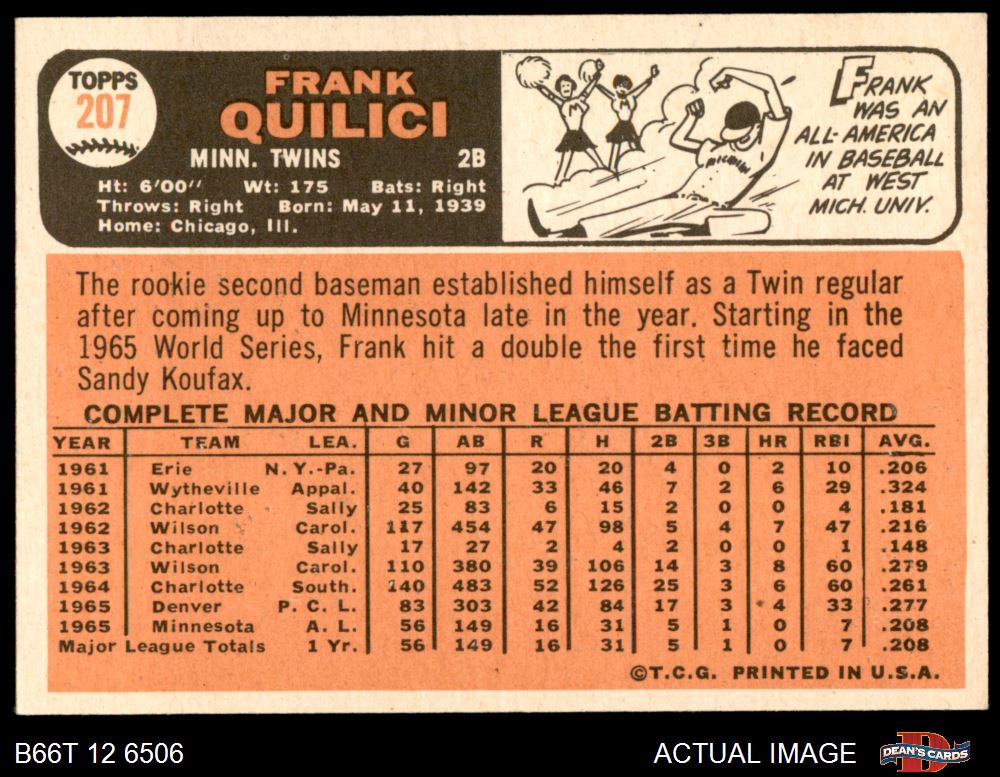 TOPPS
207
FRANK
QUILICI
MINN. TWINS 2B
Ht: 6'00" Wt: 175 Bats: Right
Throws: Right Born: May 11, 1939
Home: Chicago, Ill.
FRANK
WAS AN
ALL-AMERICA
IN BASEBALL
AT WEST
MICH. UNIV.
The rookie second baseman established himself as a Twin regular
after coming up to Minnesota late in the year. Starting in the
1965 World Series, Frank hit a double the first time he faced
Sandy Koufax.
COMPLETE MAJOR AND MINOR LEAGUE BATTING RECORD
YEAR TEAM LEA. G AB R H 2B 3B HR RBI AVG.
1961 Erie N. Y.-Pa. 27 97 20 20 4 0 2 10 .206
1961 Wytheville Appal. 40 142 33 46 7 2 6 29 .324
1962 Charlotte Sally 25 83 6 15 2 0 0 4 .181
1962 Wilson Carol. 117 454 47 98 5 4 7 47 .216
1963 Charlotte Sally 17 27 2 4 2 0 0 1 .148
1963 Wilson Carol. 110 380 39 106 14 3 8 60 .279
1964 Charlotte South. 140 483 52 126 25 3 6 60 .261
1965 Denver P. C. L. 83 303 42 84 17 3 4 33 .277
1965 Minnesota A. L. 56 149 16 31 5 1 0 7 .208
Major League Totals 1 Yr. 56 149 16 31 5 1 0 7 .208
©T.C.G. PRINTED IN U.S.A.
B66T 12 6506 ACTUAL IMAGE DEAN'S CARDS